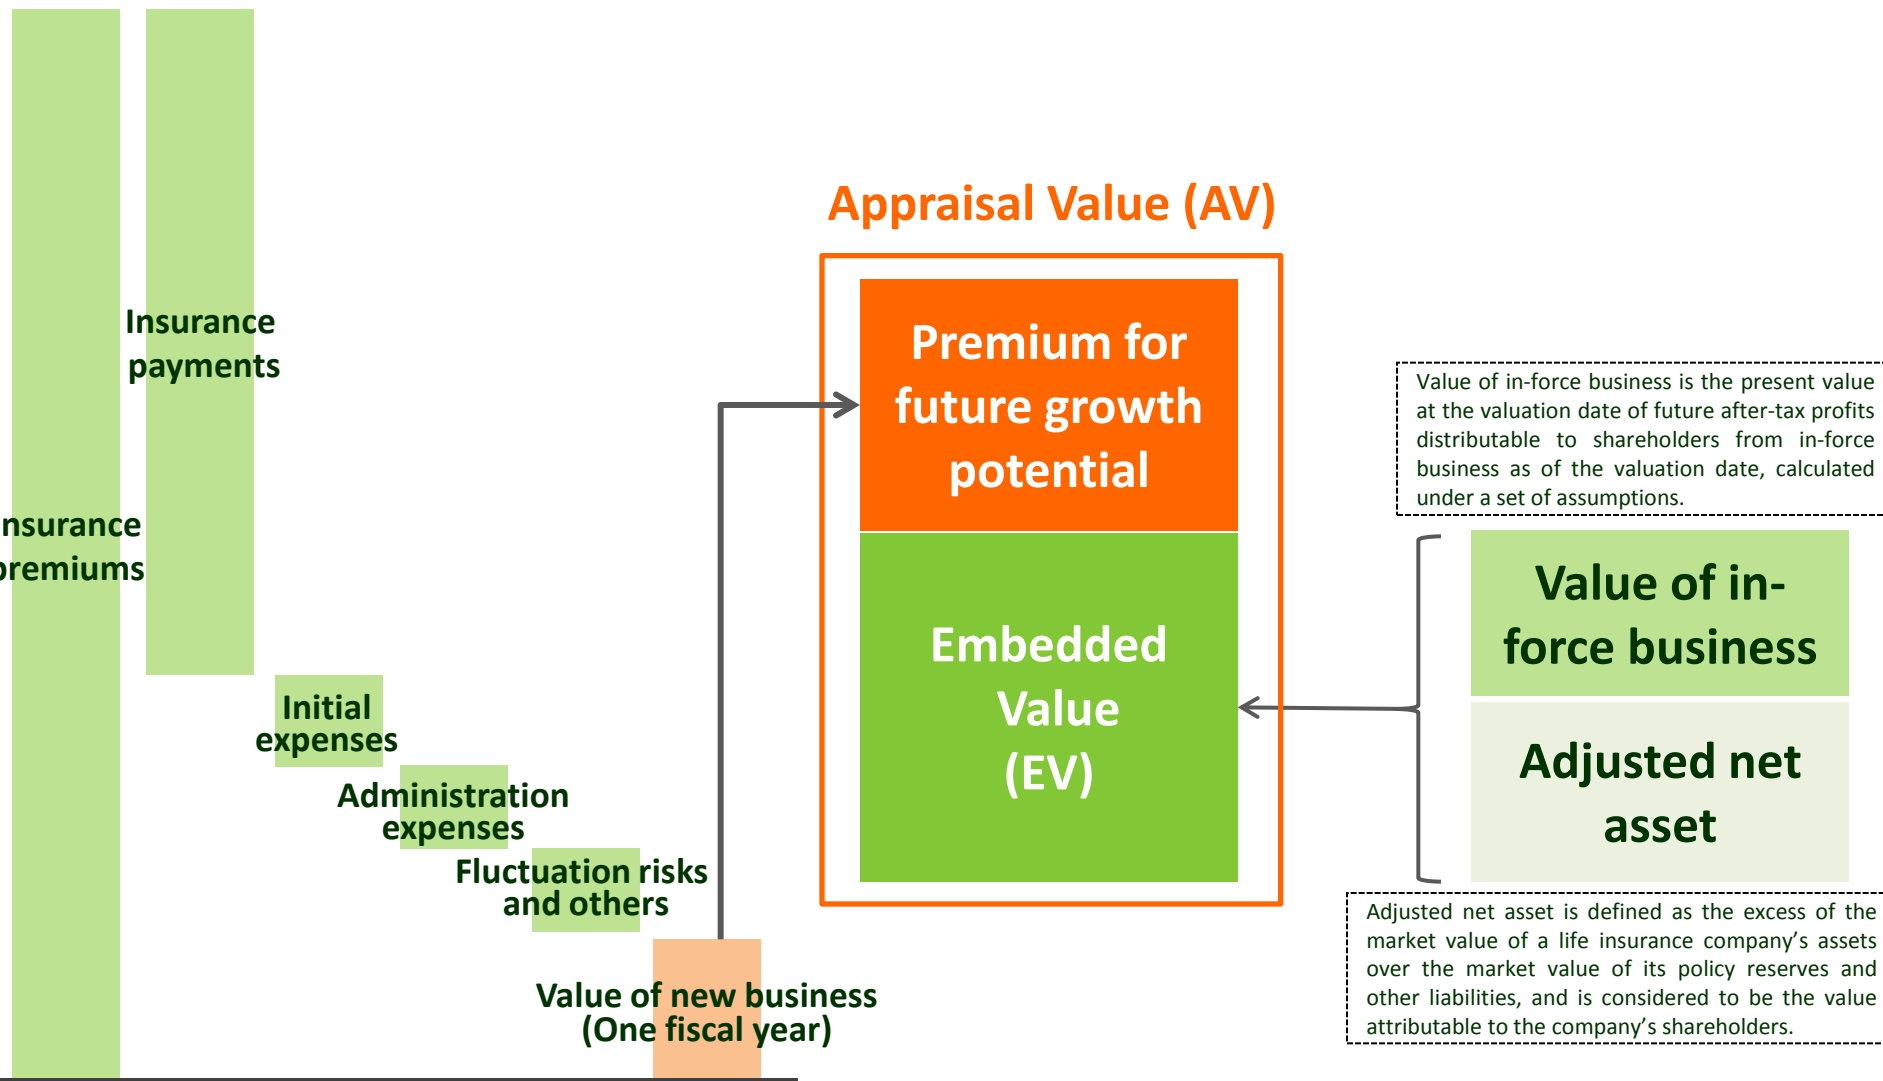 Appraisal Value (AV)
Insurance
payments
nsurance
premiums
Initial
expenses
Administration
expenses
Fluctuation risks
and others
Value of new business
(One fiscal year)
Premium for
future growth
potential
Embedded
Value
(EV)
Value of in-force business is the present value
at the valuation date of future after-tax profits
distributable to shareholders from in-force
business as of the valuation date, calculated
under a set of assumptions.
Value of in-
force business
Adjusted net
asset
Adjusted net asset is defined as the excess of the
market value of a life insurance company’s assets
over the market value of its policy reserves and
other liabilities, and is considered to be the value
attributable to the company’s shareholders.